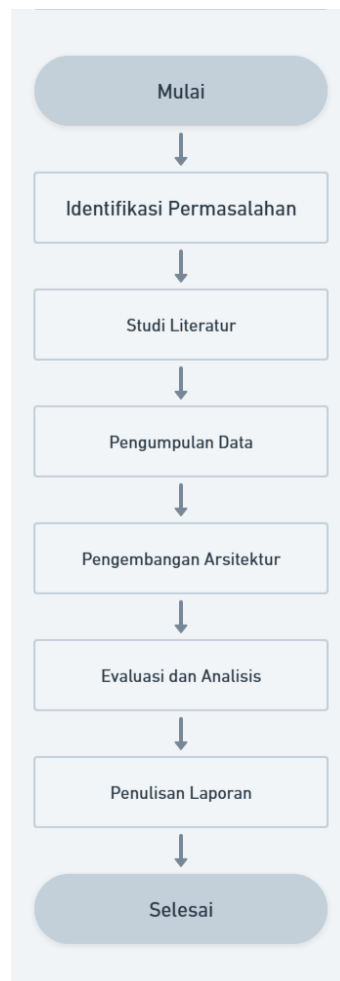 Mulai
Identifikasi Permasalahan
Studi Literatur
Pengumpulan Data
Pengembangan Arsitektur
Evaluasi dan Analisis
Penulisan Laporan
Selesai